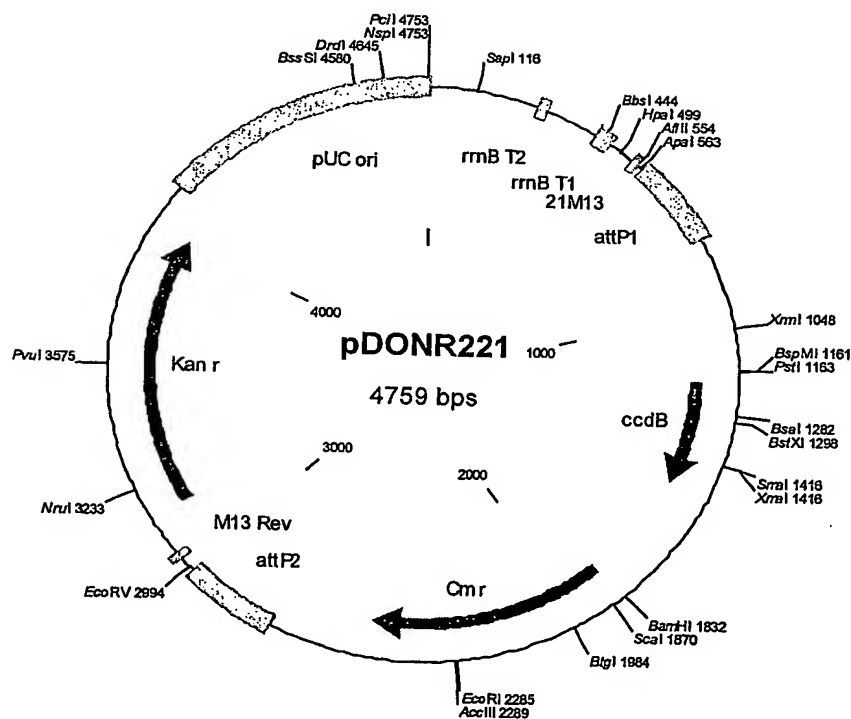 PciI 4753
NspI 4753
DrdI 4645
BssSI 4580
SapI 116
BbsI 444
HpaI 499
AflII 554
ApaI 563
pUC ori
rrnB T2
rrnB T1
21M13
attP1
4000
pDONR221
4759 bps
1000
XmnI 1048
BspMI 1161
PstI 1163
ccdB
BsaI 1282
BstXI 1298
SmaI 1416
XmaI 1416
PvuI 3575
Kan r
3000
2000
NruI 3233
M13 Rev
attP2
EcoRV 2994
Cm r
BamHI 1832
ScaI 1870
BtgI 1984
EcoRI 2285
AccIII 2289